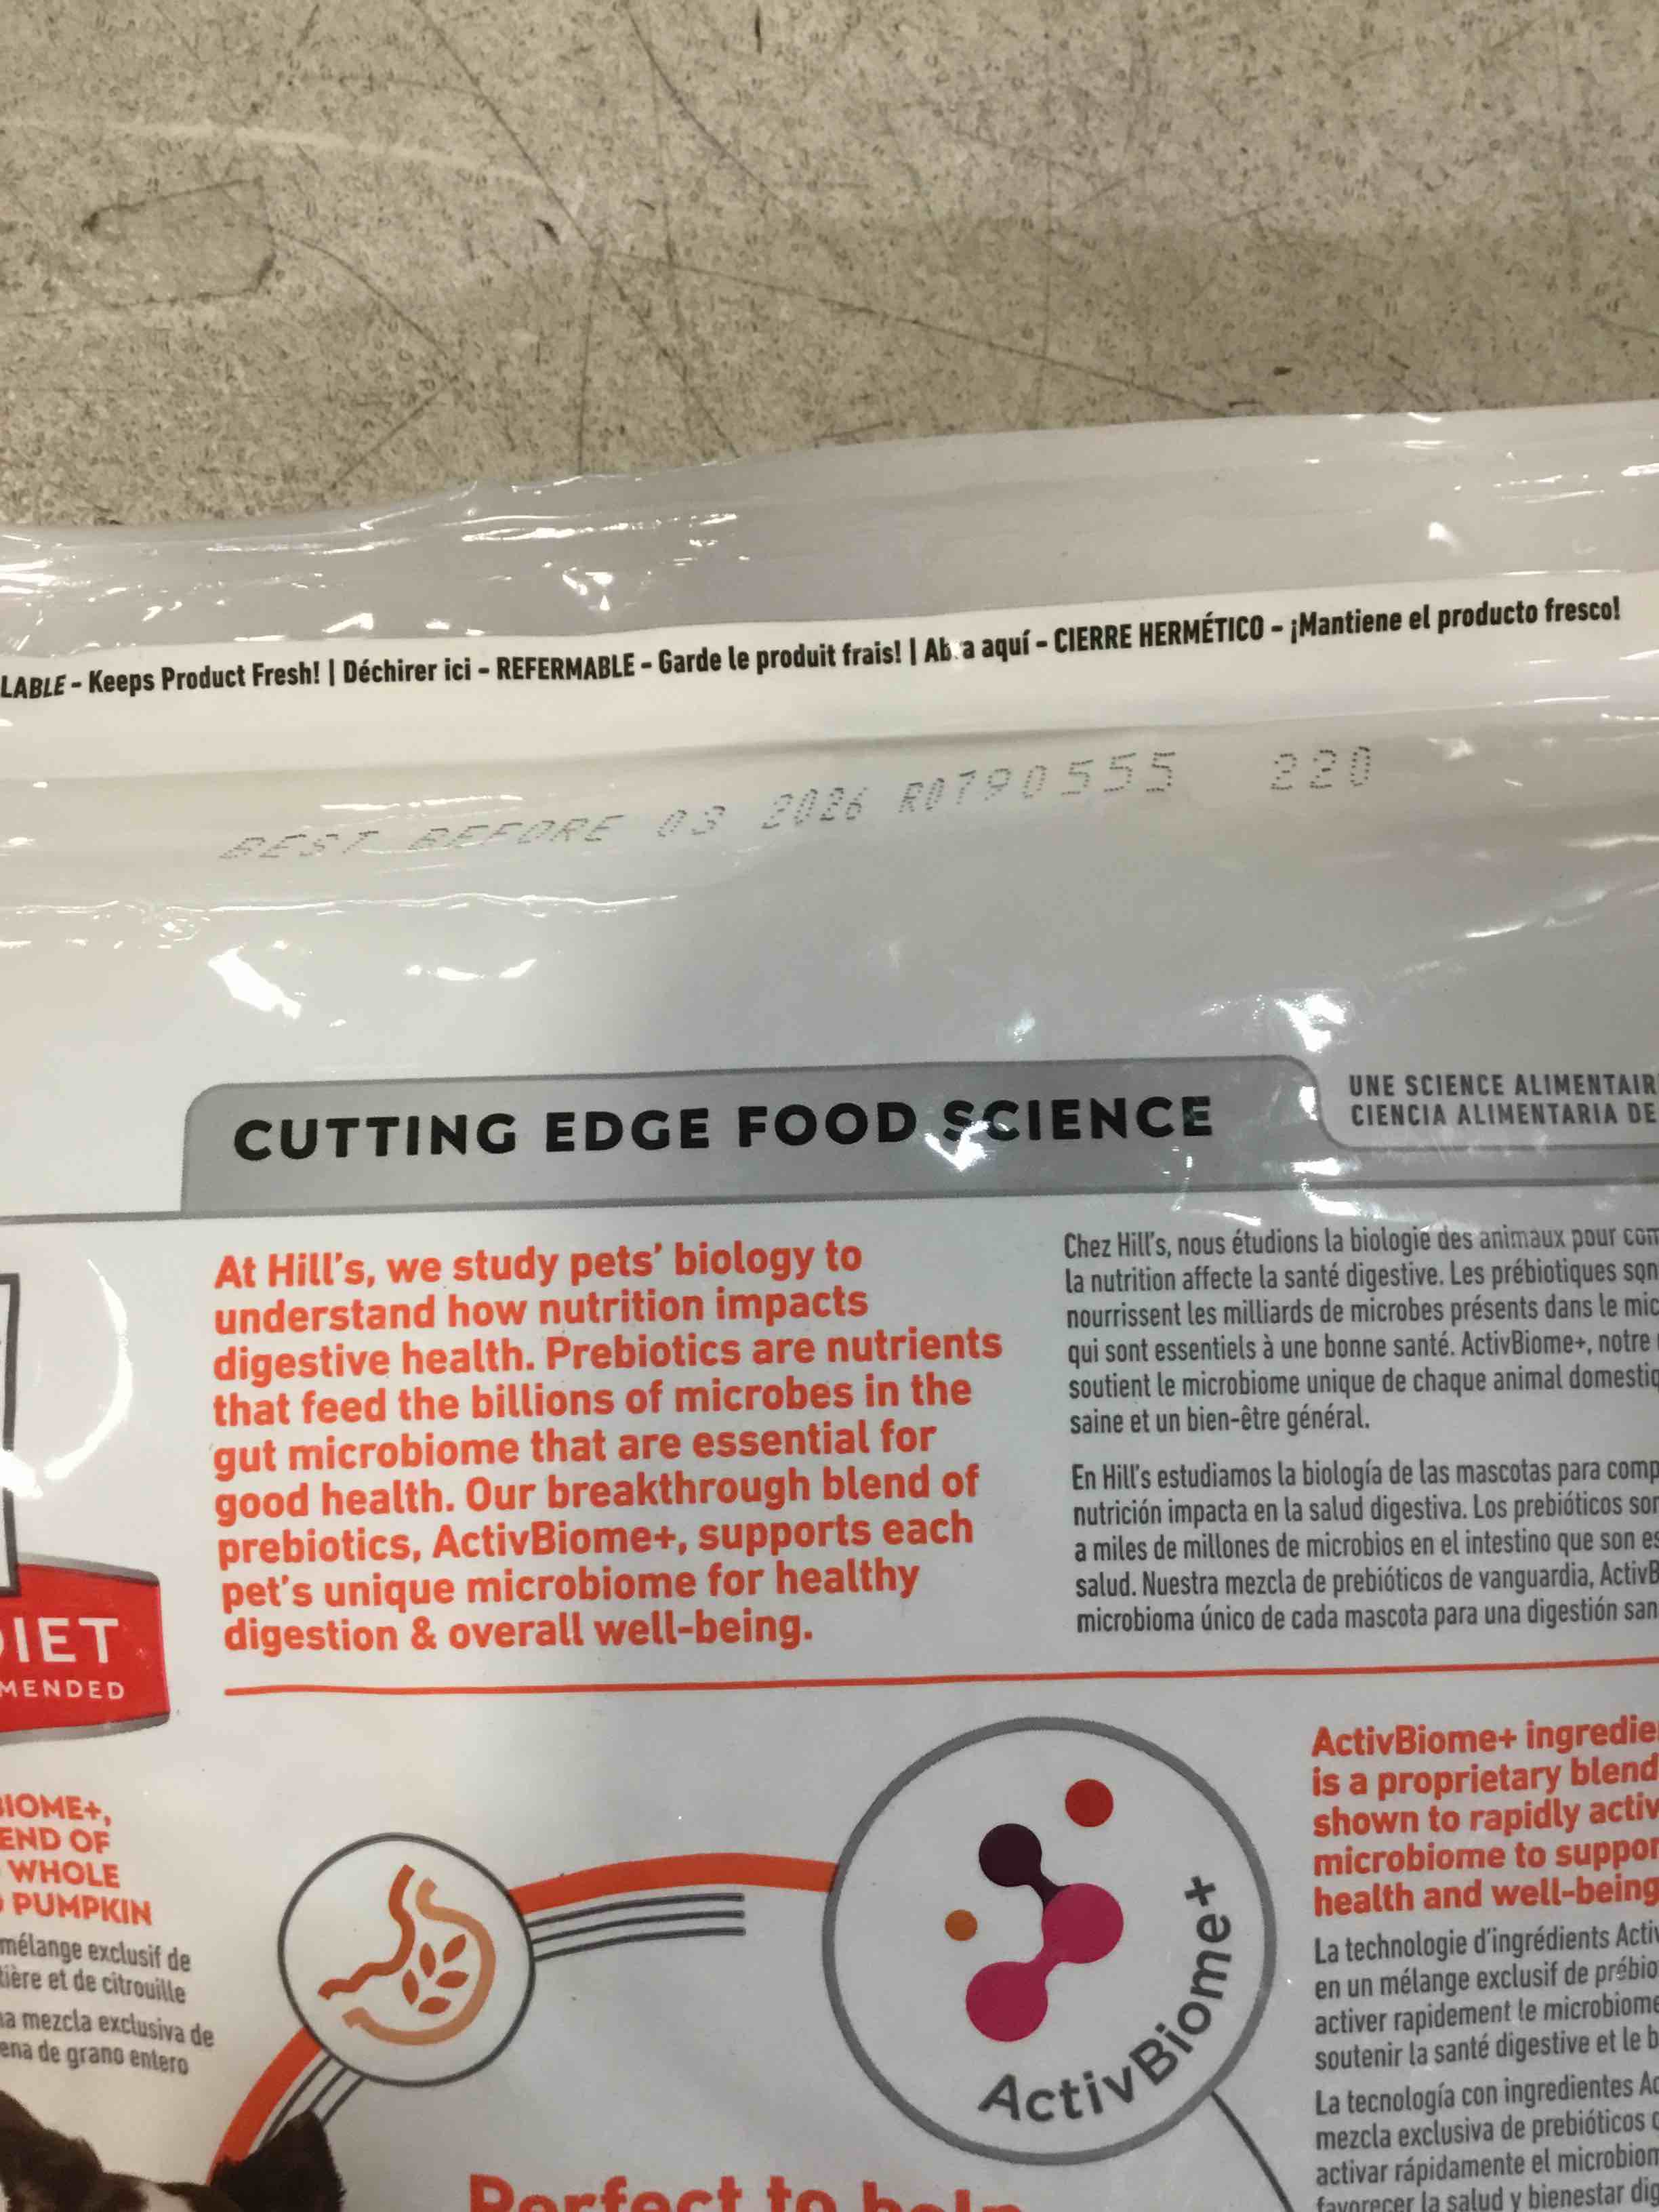 LABLE - Keeps Product Fresh! | Déchirer ici - REFERMABLE - Garde le produit frais! | Ab a aquí - CIERRE HERMÉTICO - ¡Mantiene el producto fresco!
BEST BEFORE 03 2026 R0790555 220
CUTTING EDGE FOOD SCIENCE
UNE SCIENCE ALIMENTAIR
CIENCIA ALIMENTARIA DE
At Hill's, we study pets' biology to
understand how nutrition impacts
digestive health. Prebiotics are nutrients
that feed the billions of microbes in the
gut microbiome that are essential for
good health. Our breakthrough blend of
prebiotics, ActivBiome+, supports each
pet's unique microbiome for healthy
digestion & overall well-being.
Chez Hill's, nous étudions la biologie des animaux pour com
la nutrition affecte la santé digestive. Les prébiotiques son
nourrissent les milliards de microbes présents dans le mic
qui sont essentiels à une bonne santé. ActivBiome+, notre
soutient le microbiome unique de chaque animal domestiq
saine et un bien-être général.
En Hill's estudiamos la biología de las mascotas para comp
nutrición impacta en la salud digestiva. Los prebióticos son
a miles de millones de microbios en el intestino que son es
salud. Nuestra mezcla de prebióticos de vanguardia, ActivB
microbioma único de cada mascota para una digestión san
IET
MENDED
BIOME+,
END OF
WHOLE
PUMPKIN
mélange exclusif de
tière et de citrouille
na mezcla exclusiva de
ena de grano entero
ActivBiome+
ActivBiome+ ingredie
is a proprietary blend
shown to rapidly activ
microbiome to suppor
health and well-being
La technologie d'ingrédients Activ
en un mélange exclusif de prébio
activer rapidement le microbiome
soutenir la santé digestive et le b
La tecnología con ingredientes Ac
mezcla exclusiva de prebióticos
activar rápidamente el microbiom
favorecer la salud y bienestar dig
Perfect to help